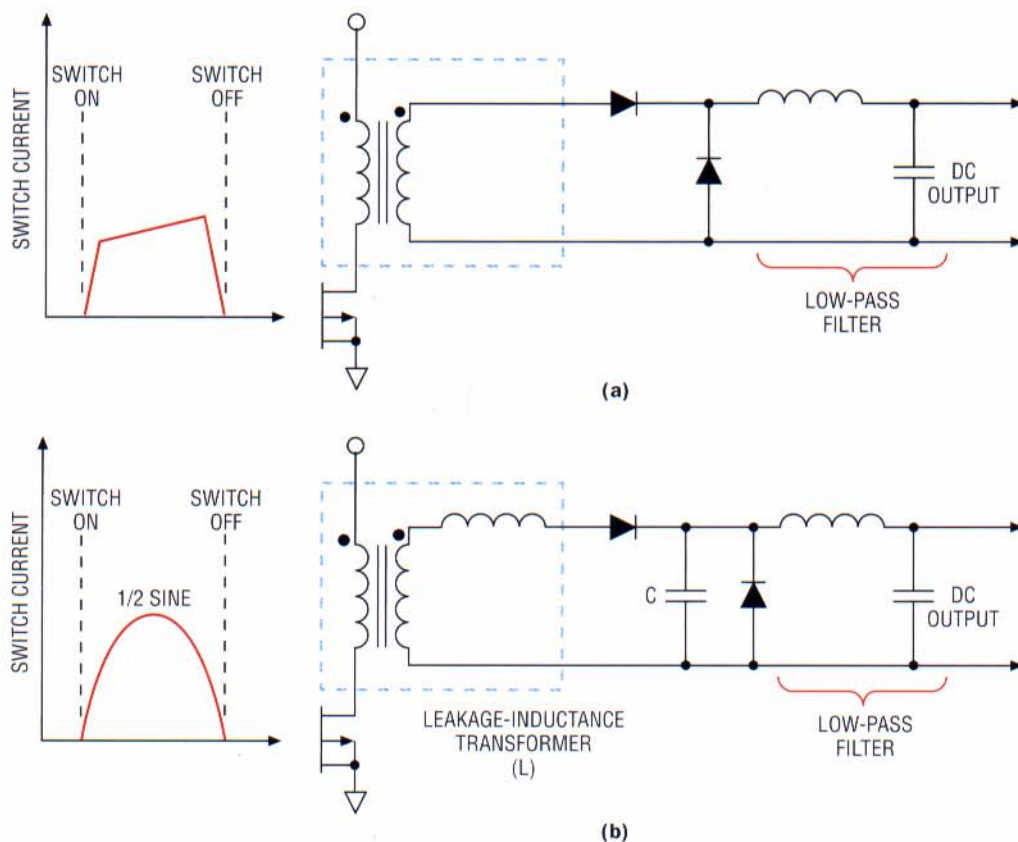 SWITCH CURRENT
SWITCH
ON
SWITCH
OFF
DC
OUTPUT
LOW-PASS
FILTER
(a)
SWITCH CURRENT
SWITCH
ON
SWITCH
OFF
1/2 SINE
C
DC
OUTPUT
LEAKAGE-INDUCTANCE
TRANSFORMER
(L)
LOW-PASS
FILTER
(b)